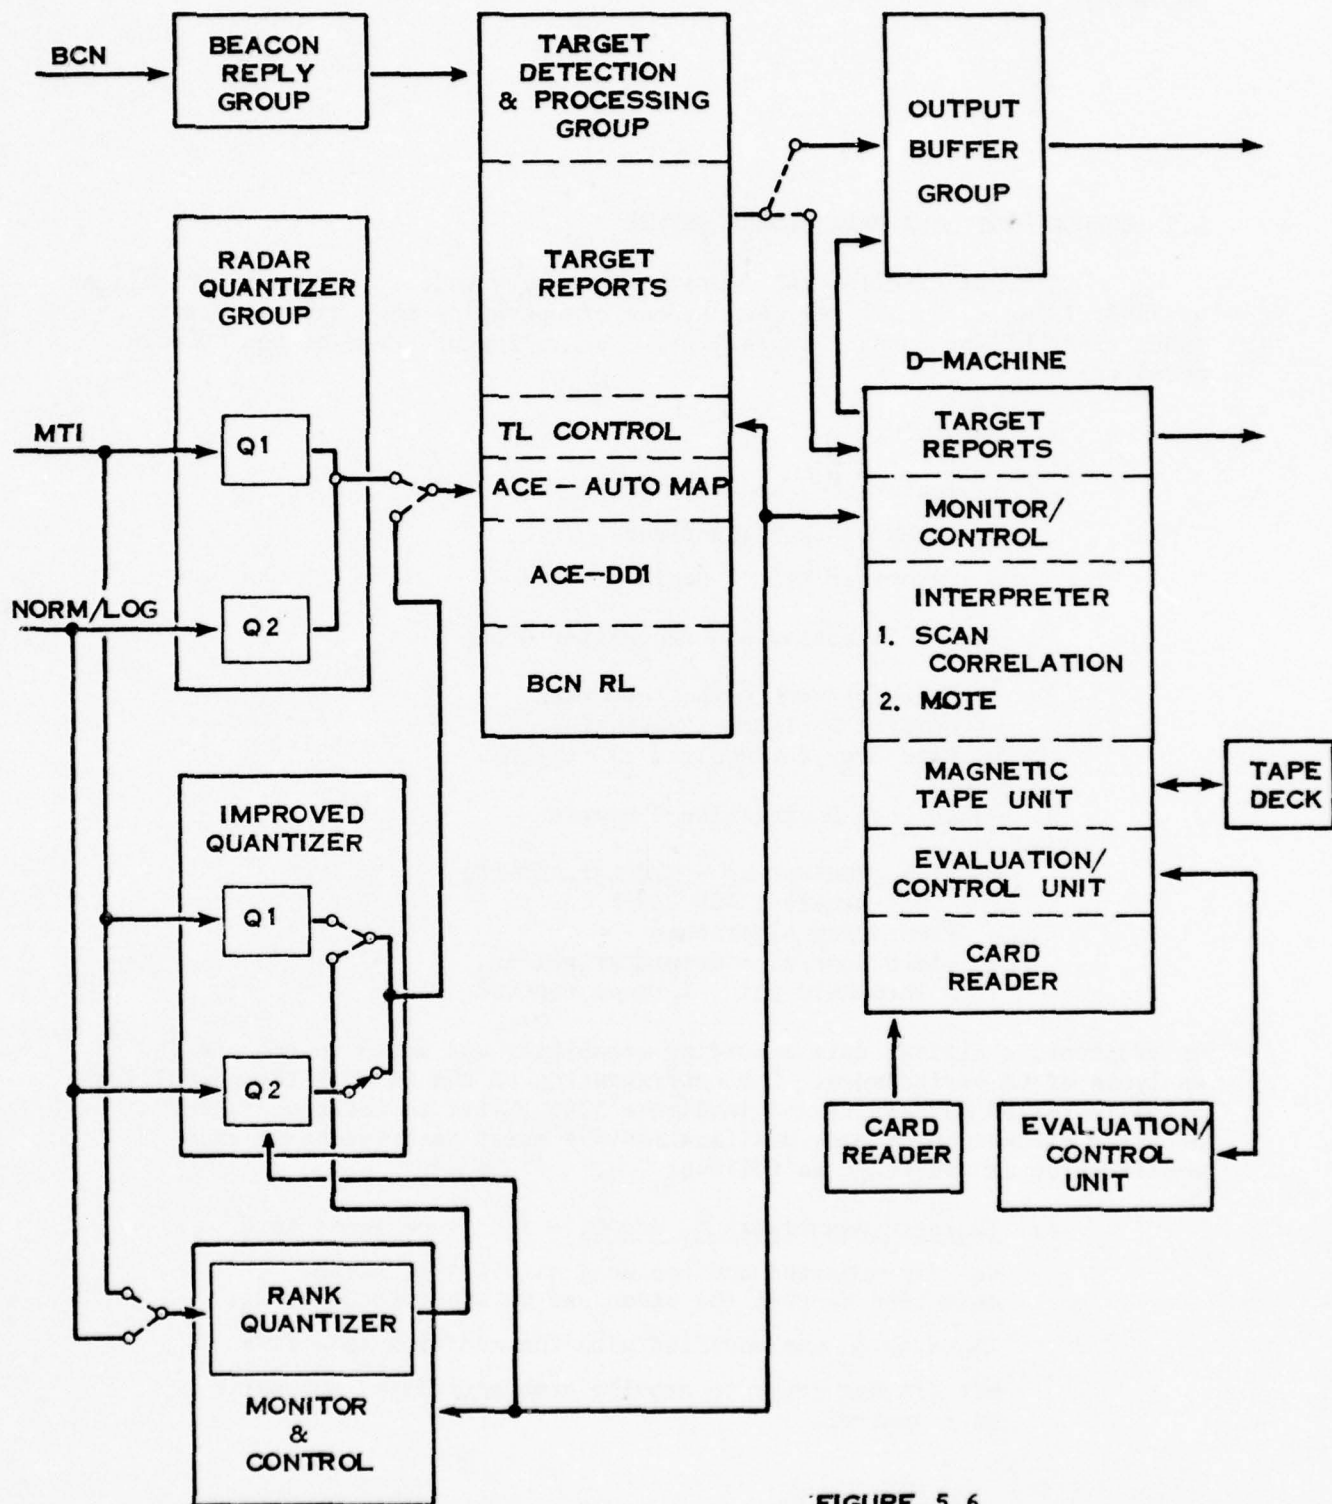 BCN
BEACON
REPLY
GROUP
TARGET
DETECTION
& PROCESSING
GROUP
TARGET
REPORTS
TL CONTROL
ACE - AUTO MAP
ACE-DD1
BCN RL
OUTPUT
BUFFER
GROUP
RADAR
QUANTIZER
GROUP
MTI
Q1
NORM/LOG
Q2
IMPROVED
QUANTIZER
Q1
Q2
RANK
QUANTIZER
MONITOR
&
CONTROL
D-MACHINE
TARGET
REPORTS
MONITOR/
CONTROL
INTERPRETER
1. SCAN
CORRELATION
2. MOTE
MAGNETIC
TAPE UNIT
EVALUATION/
CONTROL UNIT
CARD
READER
TAPE
DECK
CARD
READER
EVALUATION/
CONTROL
UNIT
FIGURE 5.6